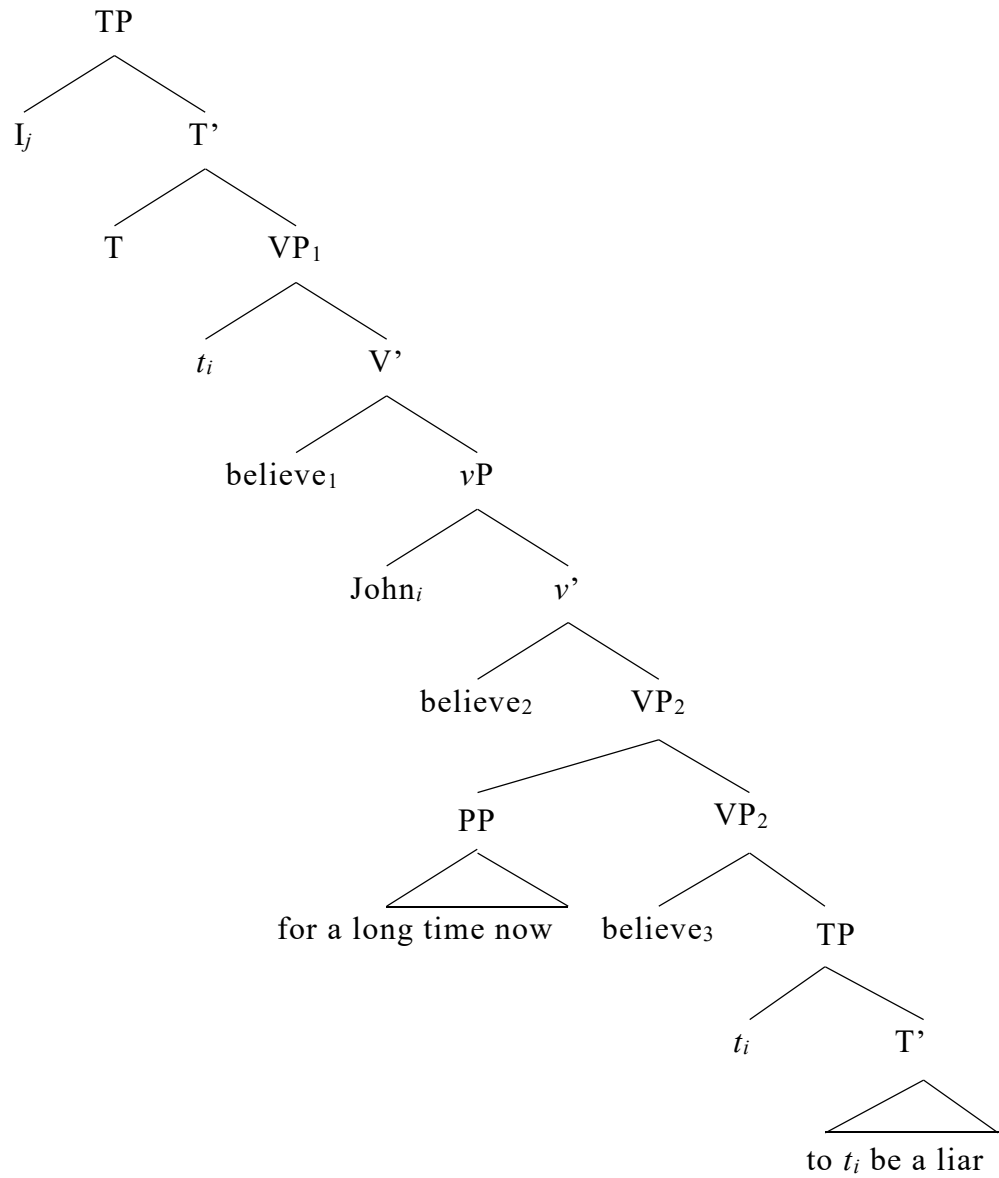 TP
Ij T’
T VP1
ti V’
believe1 vP
Johni v’
believe2 VP2
PP VP2
for a long time now believe3 TP
ti T’
to ti be a liar